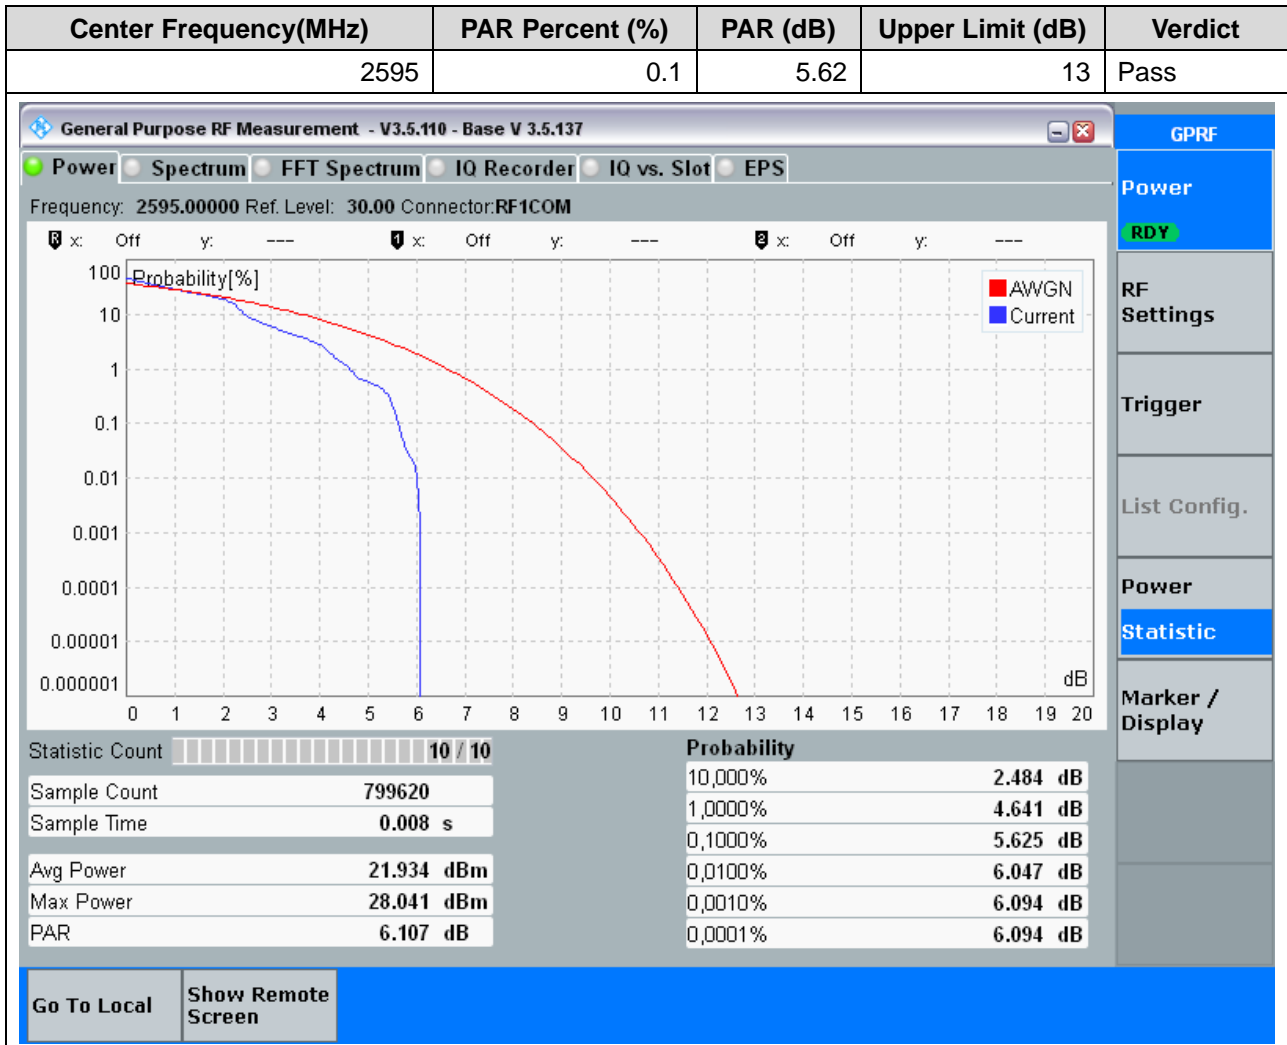 Center Frequency(MHz) PAR Percent (%) PAR (dB) Upper Limit (dB) Verdict
2595 0.1 5.62 13 Pass
General Purpose RF Measurement - V3.5.110 - Base V 3.5.137
GPRF
Power Spectrum FFT Spectrum IQ Recorder IQ vs. Slot EPS
Power
RDY
Frequency: 2595.00000 Ref. Level: 30.00 Connector:RF1COM
R x: Off y: --- 1 x: Off y: --- 2 x: Off y: ---
Probability[%]
AWGN
Current
100
10
1
0.1
0.01
0.001
0.0001
0.00001
0.000001
dB
0 1 2 3 4 5 6 7 8 9 10 11 12 13 14 15 16 17 18 19 20
RF
Settings
Trigger
List Config.
Power
Statistic
Marker /
Display
Statistic Count 10 / 10
Sample Count 799620
Sample Time 0.008 s
Avg Power 21.934 dBm
Max Power 28.041 dBm
PAR 6.107 dB
Probability
10,000% 2.484 dB
1,0000% 4.641 dB
0,1000% 5.625 dB
0,0100% 6.047 dB
0,0010% 6.094 dB
0,0001% 6.094 dB
Go To Local
Show Remote
Screen